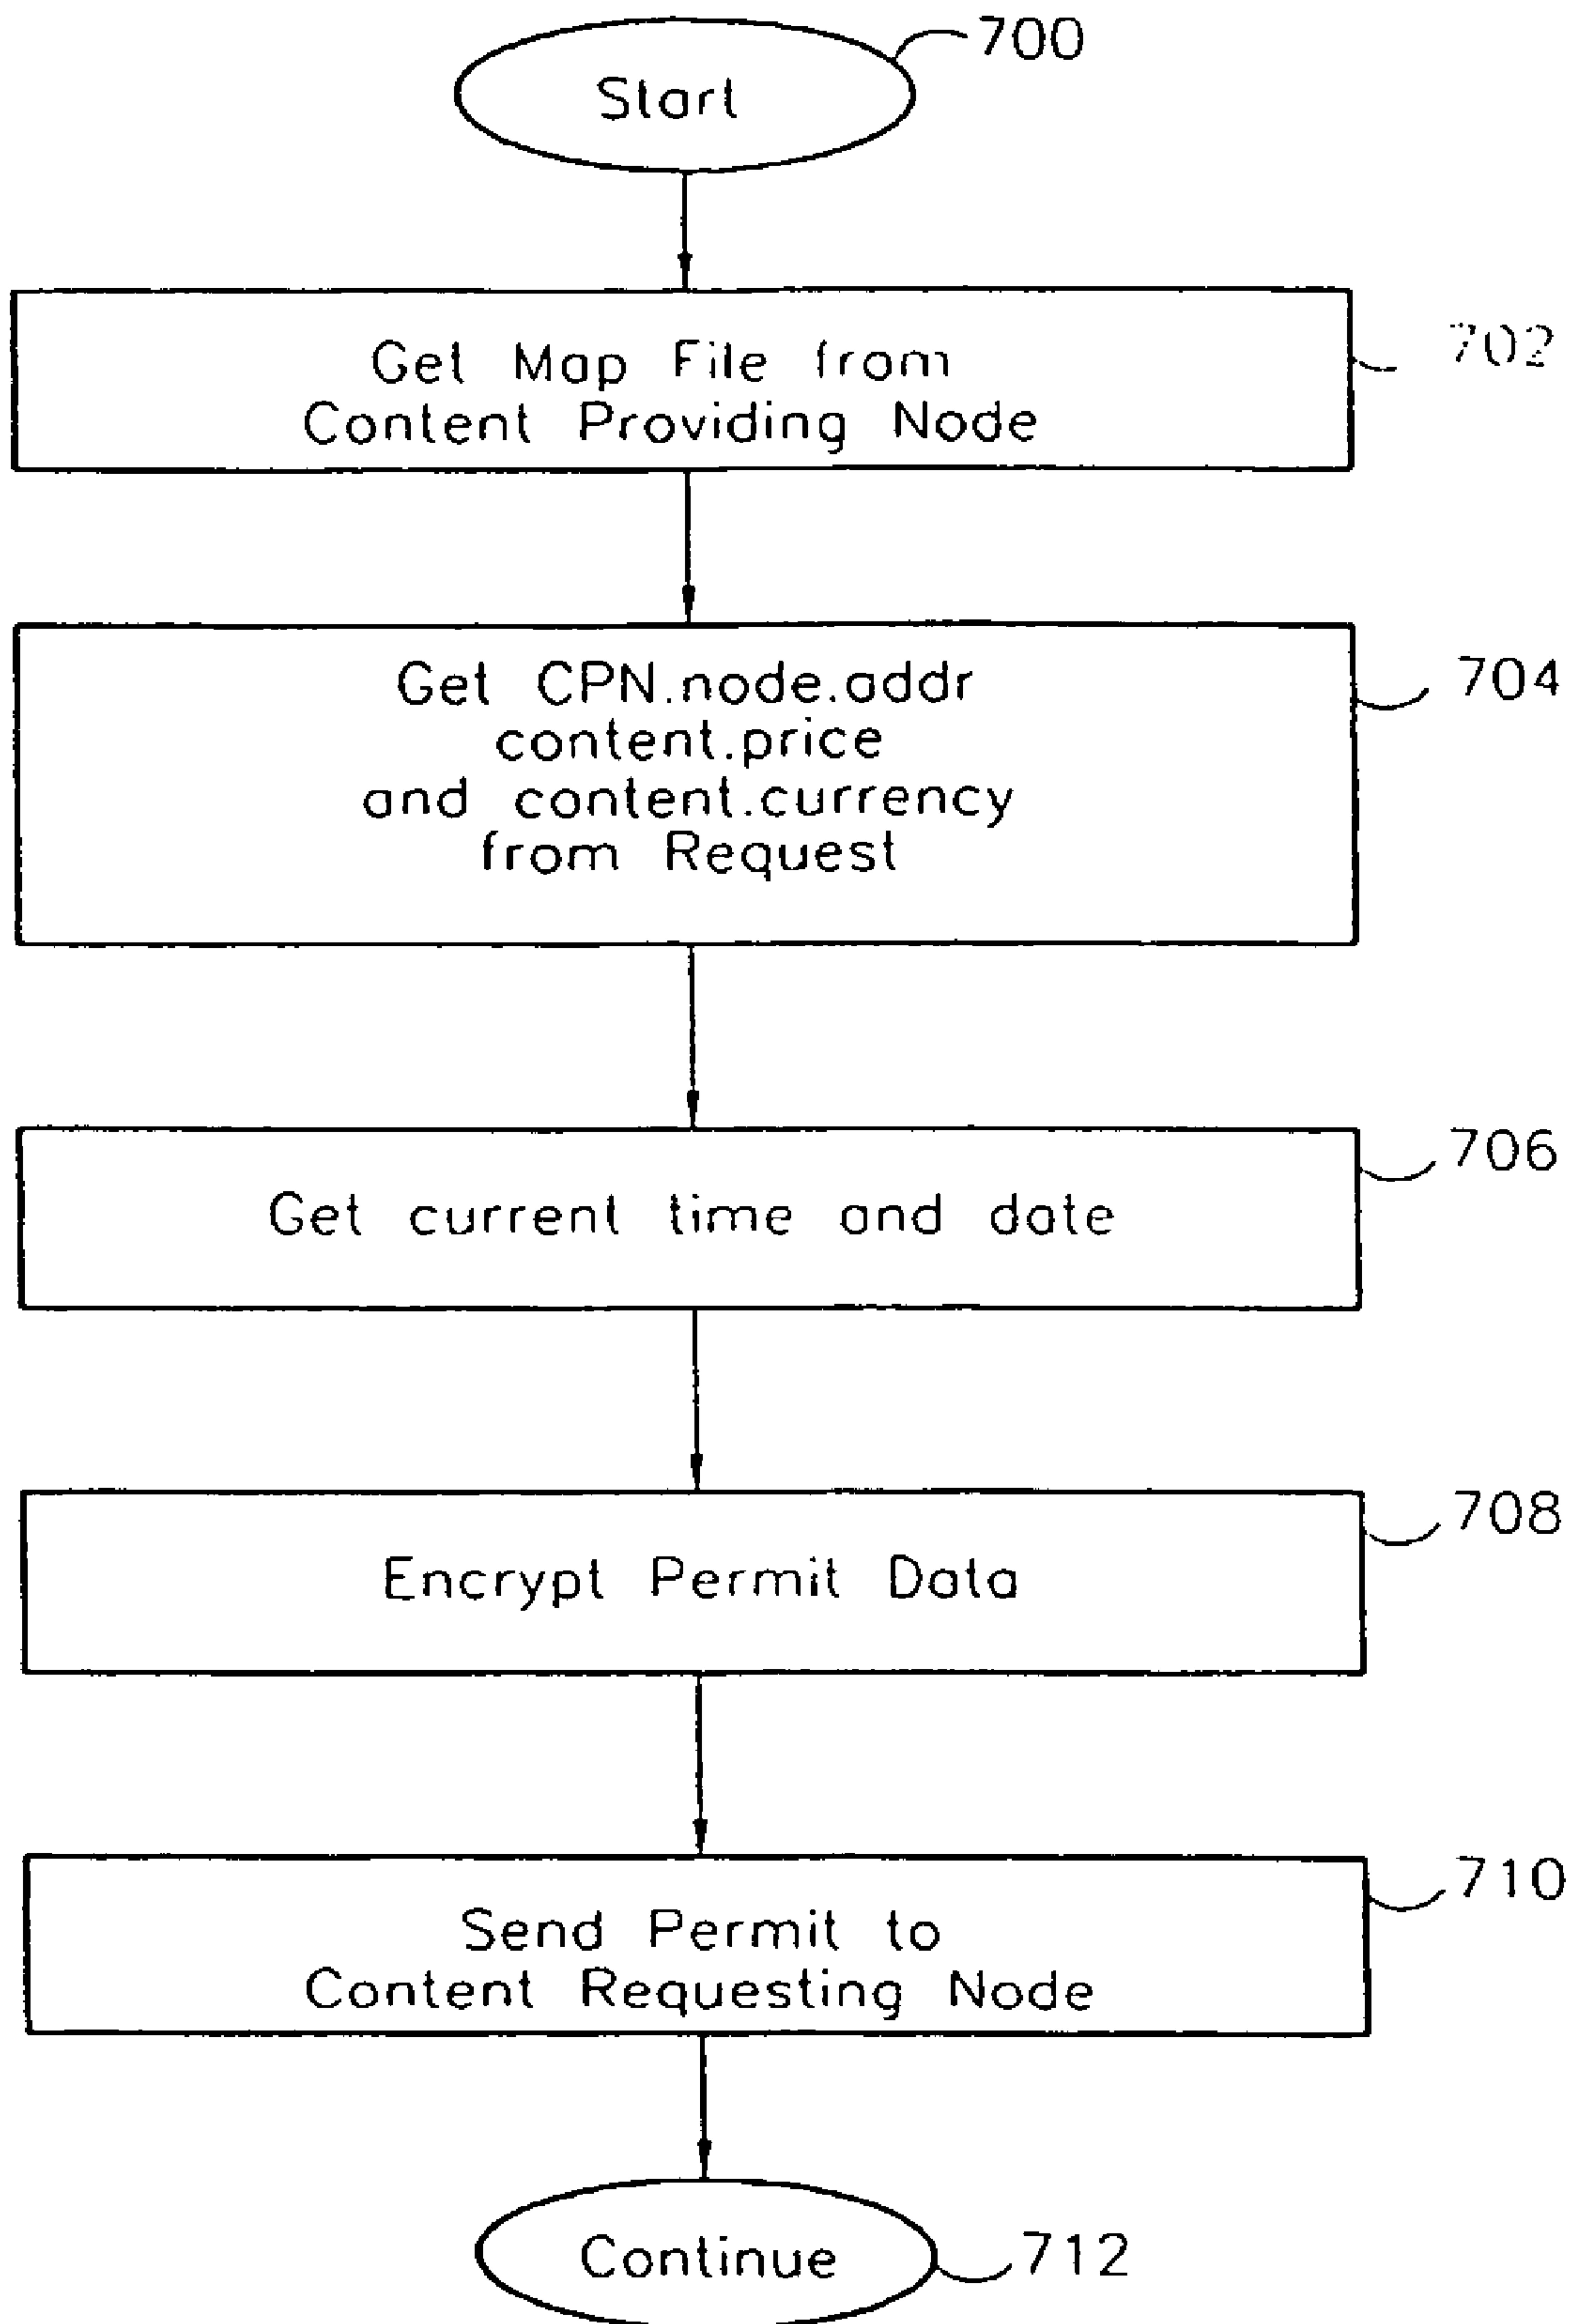 700
Start
702
Get Map File from
Content Providing Node
704
Get CPN.node.addr
content.price
and content.currency
from Request
706
Get current time and date
708
Encrypt Permit Data
710
Send Permit to
Content Requesting Node
Continue
712